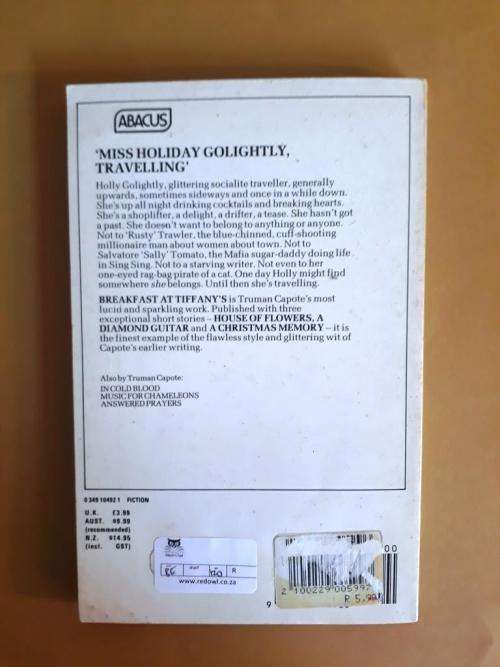 ABACUS
'MISS HOLIDAY GOLIGHTLY,
TRAVELLING'
Holly Golightly, glittering socialite traveller, generally
upwards, sometimes sideways and once in a while down.
She's up all night drinking cocktails and breaking hearts.
She's a shoplifter, a delight, a drifter, a tease. She hasn't got
a past. She doesn't want to belong to anything or anyone.
Not to 'Rusty' Trawler, the blue-chinned, cuff-shooting
millionaire man about women about town. Not to
Salvatore 'Sally' Tomato, the Mafia sugar-daddy doing life
in Sing Sing. Not to a starving writer. Not even to her
one-eyed rag-bag pirate of a cat. One day Holly might find
somewhere she belongs. Until then she's travelling.
BREAKFAST AT TIFFANY'S is Truman Capote's most
lucid and sparkling work. Published with three
exceptional short stories – HOUSE OF FLOWERS, A
DIAMOND GUITAR and A CHRISTMAS MEMORY – it is
the finest example of the flawless style and glittering wit of
Capote's earlier writing.
Also by Truman Capote:
IN COLD BLOOD
MUSIC FOR CHAMELEONS
ANSWERED PRAYERS
0 349 10492 1 FICTION
U.K. £3.99
AUST. $9.99
(recommended)
N.Z. $14.95
(incl. GST)
R
www.redowl.co.za
00
2 100229 00599
R 5.99
9